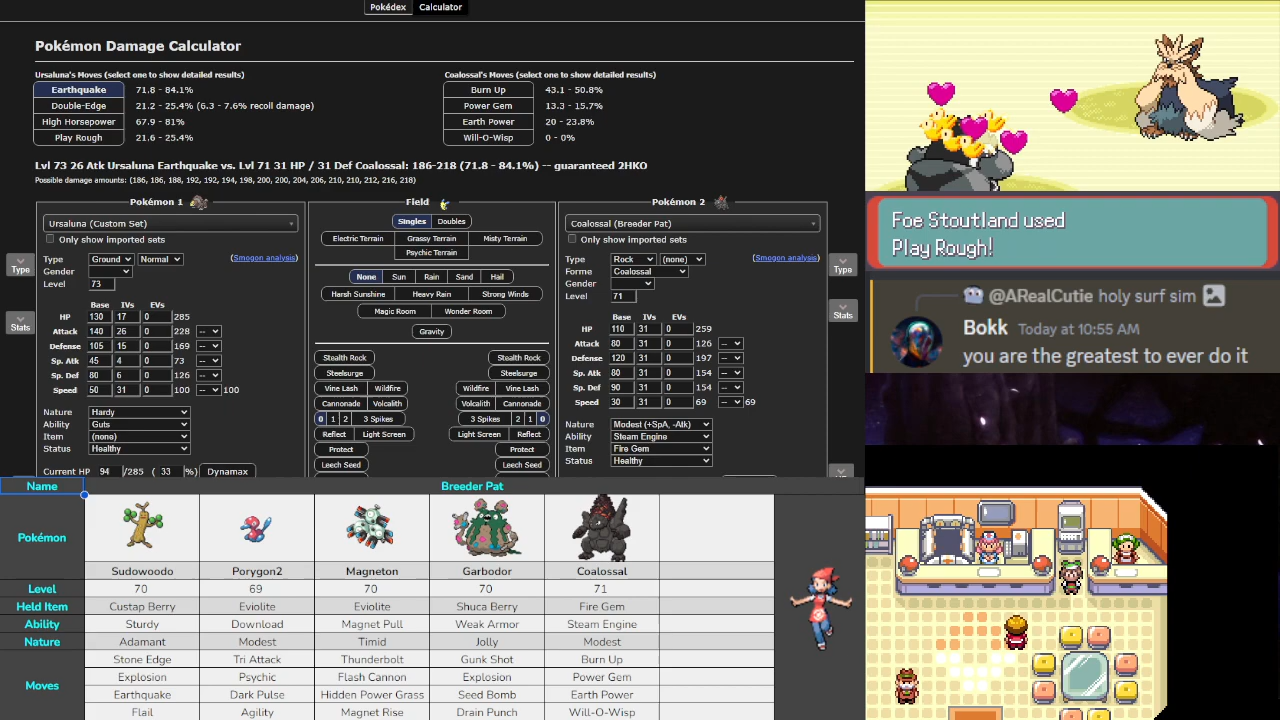 Pokédex Calculator
Pokémon Damage Calculator
Ursaluna's Moves (select one to show detailed results)
Earthquake 71.8 - 84.1%
Double-Edge 21.2 - 25.4% (6.3 - 7.6% recoil damage)
High Horsepower 67.9 - 81%
Play Rough 21.6 - 25.4%
Coalossal's Moves (select one to show detailed results)
Burn Up 43.1 - 50.8%
Power Gem 13.3 - 15.7%
Earth Power 20 - 23.8%
Will-O-Wisp 0 - 0%
Lvl 73 26 Atk Ursaluna Earthquake vs. Lvl 71 31 HP / 31 Def Coalossal: 186-218 (71.8 - 84.1%) -- guaranteed 2HKO
Possible damage amounts: (186, 186, 188, 192, 192, 194, 198, 200, 200, 204, 206, 210, 210, 212, 216, 218)
Pokémon 1
Ursaluna (Custom Set)
Only show imported sets
Type Ground Normal (Smogon analysis)
Gender
Level 73
Base IVs EVs
HP 130 17 0 285
Attack 140 26 0 228 --
Defense 105 15 0 169 --
Sp. Atk 45 4 0 73 --
Sp. Def 80 6 0 126 --
Speed 50 31 0 100 -- 100
Nature Hardy
Ability Guts
Item (none)
Status Healthy
Current HP 94 /285 ( 33 %) Dynamax
Type
Stats
Field
Singles Doubles
Electric Terrain Grassy Terrain Misty Terrain
Psychic Terrain
None Sun Rain Sand Hail
Harsh Sunshine Heavy Rain Strong Winds
Magic Room Wonder Room
Gravity
Stealth Rock Stealth Rock
Steelsurge Steelsurge
Vine Lash Wildfire Wildfire Vine Lash
Cannonade Volcalith Volcalith Cannonade
0 1 2 3 Spikes 3 Spikes 2 1 0
Reflect Light Screen Light Screen Reflect
Protect Protect
Leech Seed Leech Seed
Pokémon 2
Coalossal (Breeder Pat)
Only show imported sets
Type Rock (none) (Smogon analysis)
Forme Coalossal
Gender
Level 71
Base IVs EVs
HP 110 31 0 259
Attack 80 31 0 126 --
Defense 120 31 0 197 --
Sp. Atk 80 31 0 154 --
Sp. Def 90 31 0 154 --
Speed 30 31 0 69 -- 69
Nature Modest (+SpA, -Atk)
Ability Steam Engine
Item Fire Gem
Status Healthy
Type
Stats
Name Breeder Pat
Pokémon Sudowoodo Porygon2 Magneton Garbodor Coalossal
Level 70 69 70 70 71
Held Item Custap Berry Eviolite Eviolite Shuca Berry Fire Gem
Ability Sturdy Download Magnet Pull Weak Armor Steam Engine
Nature Adamant Modest Timid Jolly Modest
Moves Stone Edge Tri Attack Thunderbolt Gunk Shot Burn Up
Explosion Psychic Flash Cannon Explosion Power Gem
Earthquake Dark Pulse Hidden Power Grass Seed Bomb Earth Power
Flail Agility Magnet Rise Drain Punch Will-O-Wisp
Foe Stoutland used
Play Rough!
@ARealCutie holy surf sim
Bokk Today at 10:55 AM
you are the greatest to ever do it